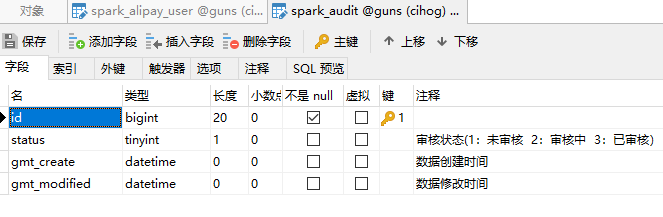 对象 spark_alipay_user @guns (ci... spark_audit @guns (cihog) ...
保存 添加字段 插入字段 删除字段 主键 上移 下移
字段 索引 外键 触发器 选项 注释 SQL 预览
名 类型 长度 小数点 不是 null 虚拟 键 注释
id bigint 20 0 1
status tinyint 1 0 审核状态(1: 未审核 2: 审核中 3: 已审核)
gmt_create datetime 0 0 数据创建时间
gmt_modified datetime 0 0 数据修改时间